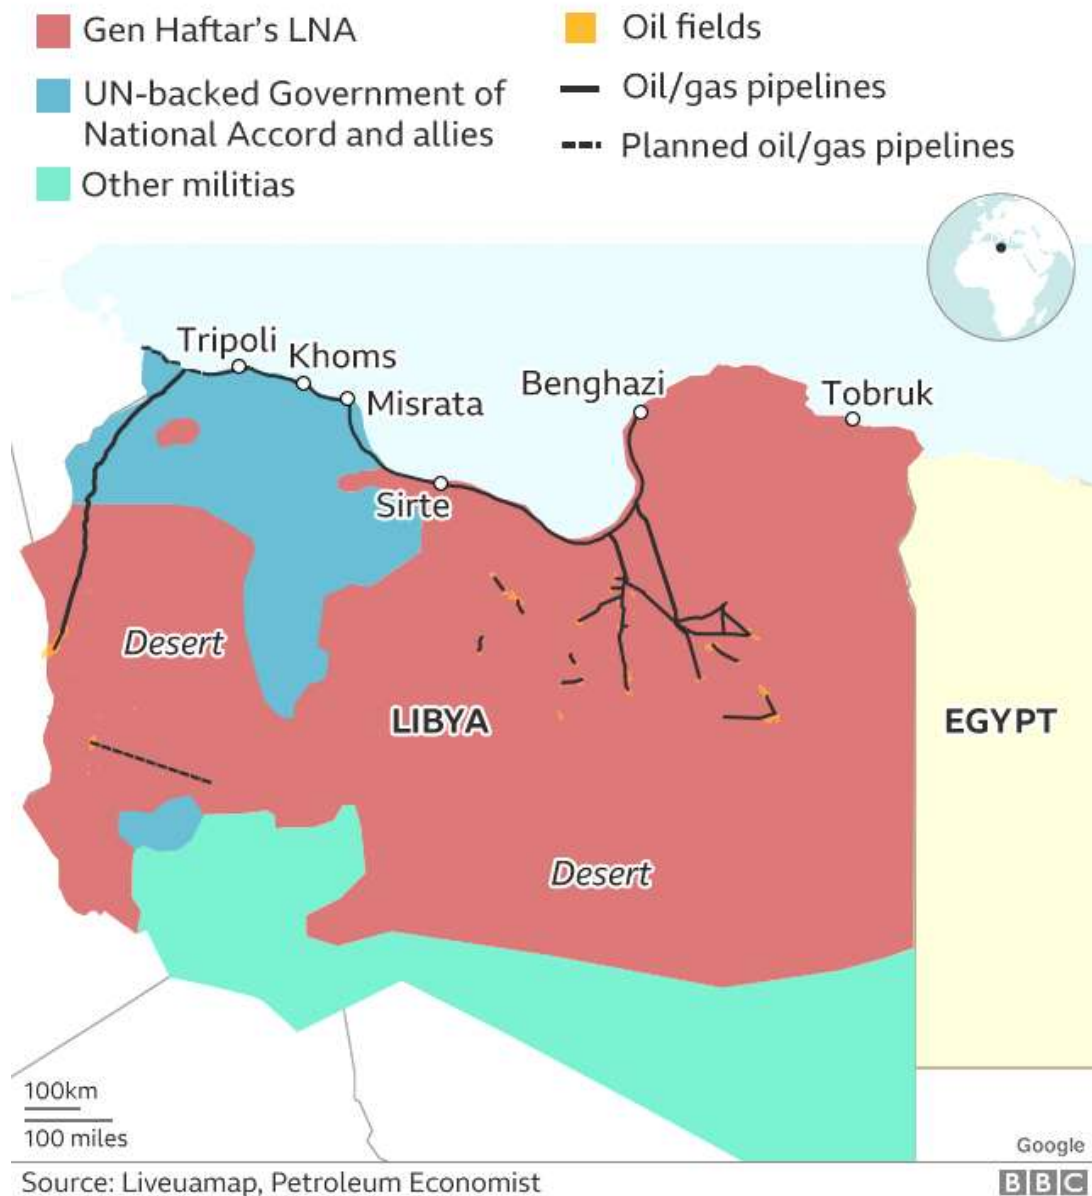 Gen Haftar's LNA
UN-backed Government of
National Accord and allies
Other militias
Oil fields
Oil/gas pipelines
Planned oil/gas pipelines
Tripoli
Khoms
Misrata
Benghazi
Tobruk
Sirte
Desert
LIBYA
EGYPT
Desert
100km
100 miles
Google
Source: Liveuamap, Petroleum Economist
BBC